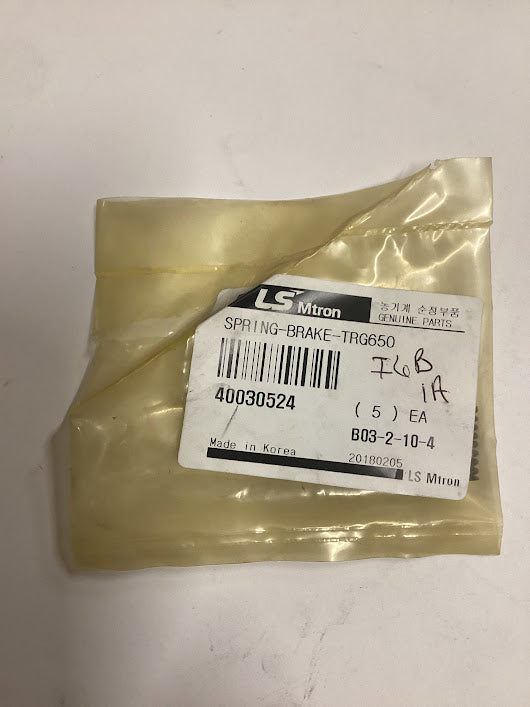 LS Mtron
농기계 순정부품
GENUINE PARTS
SPRING-BRAKE-TRG650
I6B
1A
40030524
( 5 ) EA
B03-2-10-4
Made in Korea
20180205
LS Mtron